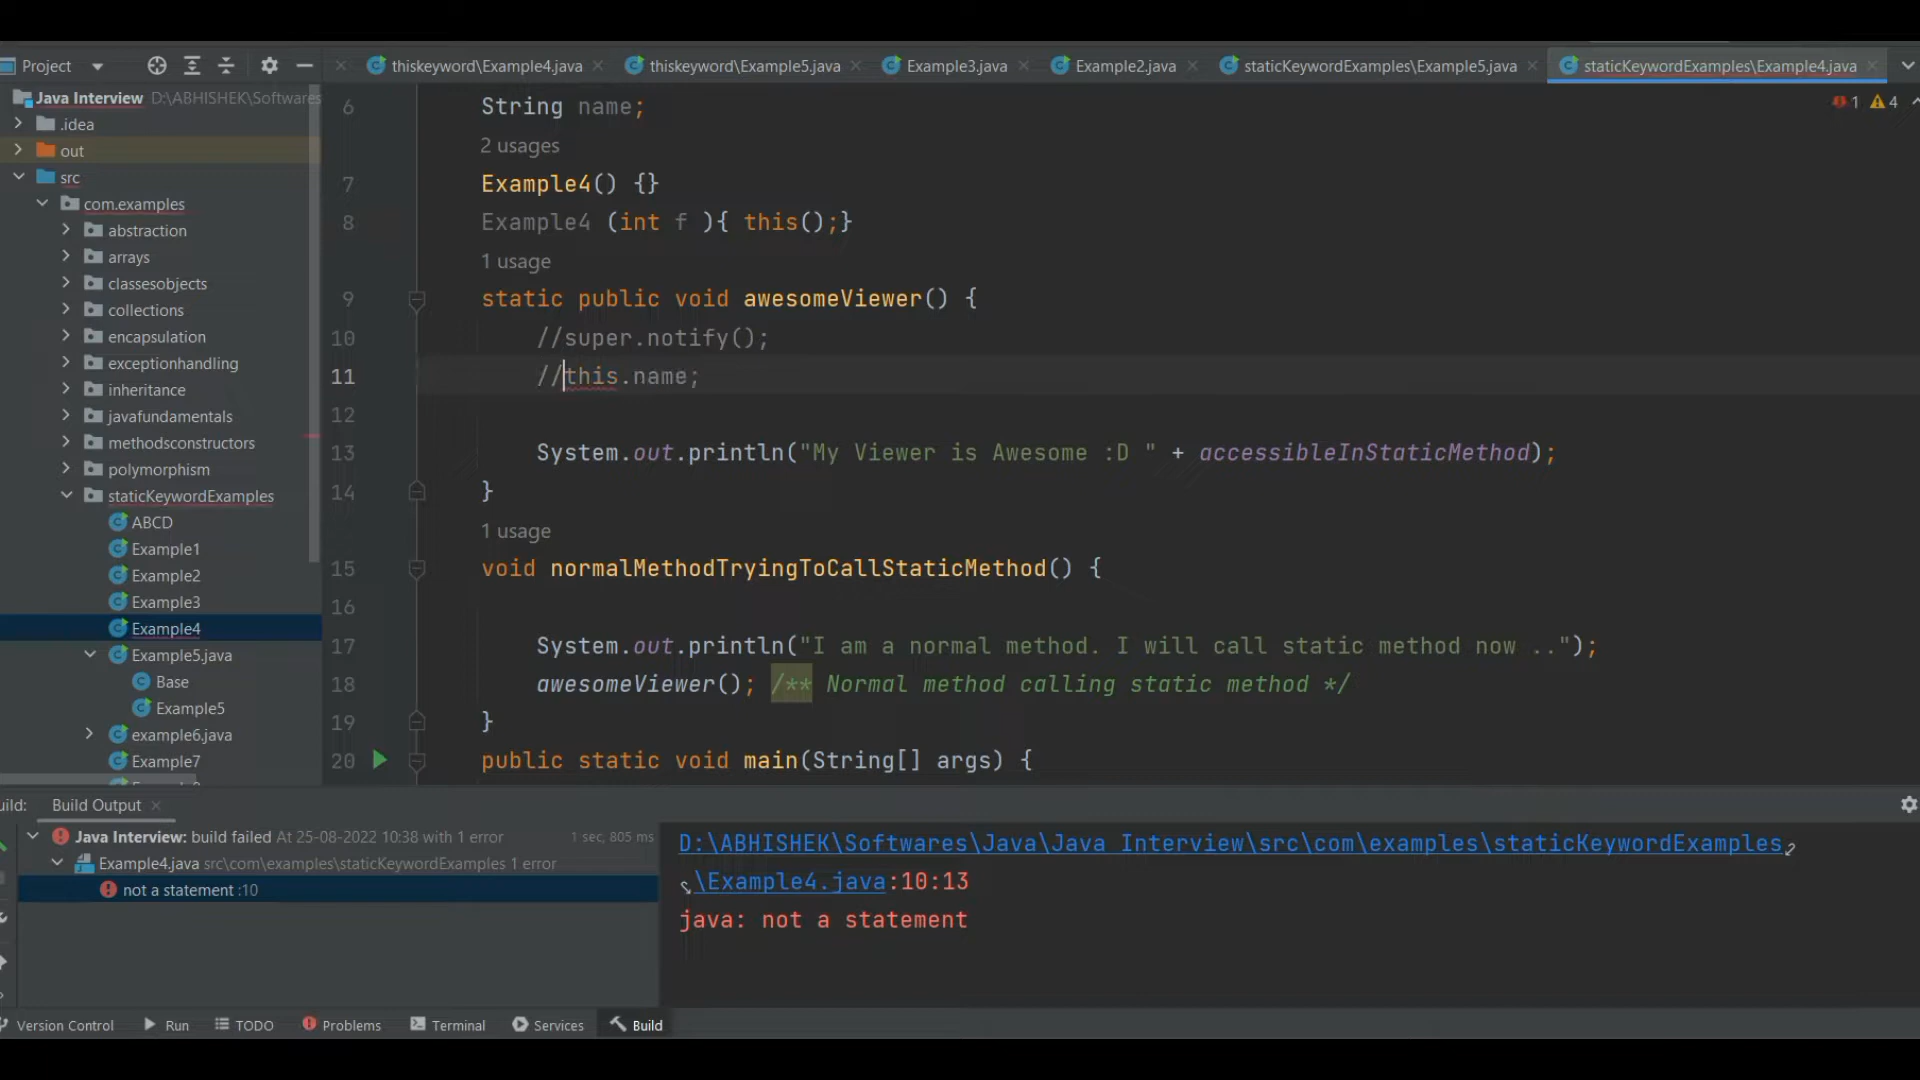 Project
thiskeyword\Example4.java
thiskeyword\Example5.java
Example3.java
Example2.java
staticKeywordExamples\Example5.java
staticKeywordExamples\Example4.java
Java Interview D:\ABHISHEK\Softwares
.idea
out
src
com.examples
abstraction
arrays
classesobjects
collections
encapsulation
exceptionhandling
inheritance
javafundamentals
methodsconstructors
polymorphism
staticKeywordExamples
ABCD
Example1
Example2
Example3
Example4
Example5.java
Base
Example5
example6.java
Example7
1 4
6 String name;
2 usages
7 Example4() {}
8 Example4 (int f ){ this();}
1 usage
9 static public void awesomeViewer() {
10 //super.notify();
11 //this.name;
12
13 System.out.println("My Viewer is Awesome :D " + accessibleInStaticMethod);
14 }
1 usage
15 void normalMethodTryingToCallStaticMethod() {
16
17 System.out.println("I am a normal method. I will call static method now ..");
18 awesomeViewer(); /** Normal method calling static method */
19 }
20 public static void main(String[] args) {
uild: Build Output
Java Interview: build failed At 25-08-2022 10:38 with 1 error 1 sec, 805 ms
Example4.java src\com\examples\staticKeywordExamples 1 error
not a statement :10
D:\ABHISHEK\Softwares\Java\Java Interview\src\com\examples\staticKeywordExamples
\Example4.java:10:13
java: not a statement
Version Control Run TODO Problems Terminal Services Build